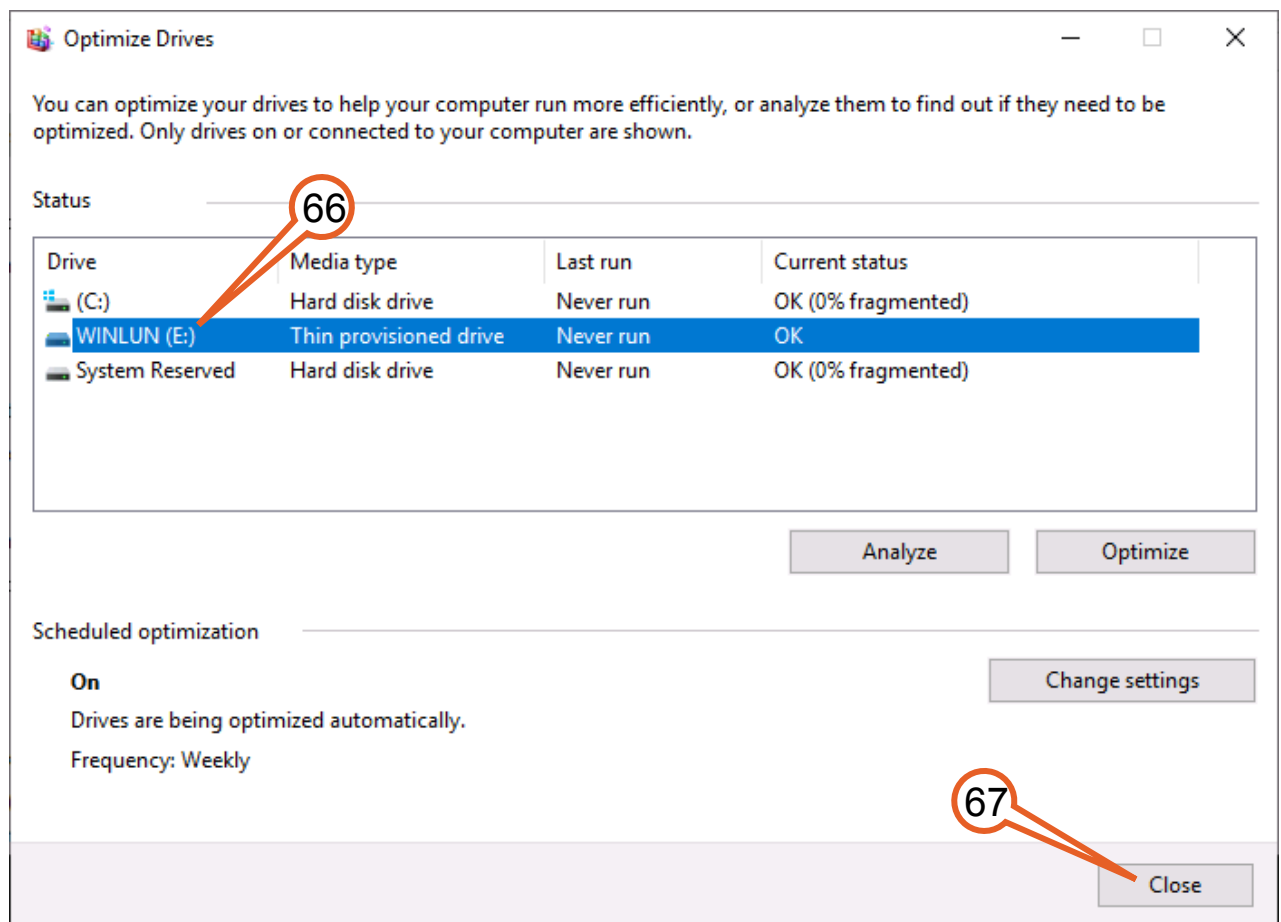 Optimize Drives
You can optimize your drives to help your computer run more efficiently, or analyze them to find out if they need to be
optimized. Only drives on or connected to your computer are shown.
Status
66
Drive Media type Last run Current status
(C:) Hard disk drive Never run OK (0% fragmented)
WINLUN (E:) Thin provisioned drive Never run OK
System Reserved Hard disk drive Never run OK (0% fragmented)
Analyze Optimize
Scheduled optimization
On
Change settings
Drives are being optimized automatically.
Frequency: Weekly
67
Close